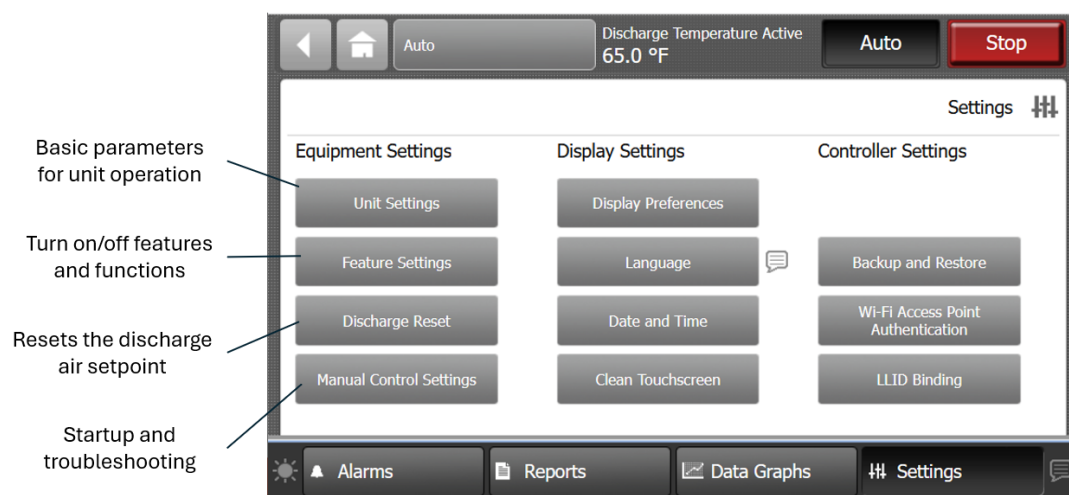 Auto
Discharge Temperature Active
65.0 °F
Auto
Stop
Settings
Basic parameters
for unit operation
Turn on/off features
and functions
Resets the discharge
air setpoint
Startup and
troubleshooting
Equipment Settings
Unit Settings
Feature Settings
Discharge Reset
Manual Control Settings
Display Settings
Display Preferences
Language
Date and Time
Clean Touchscreen
Controller Settings
Backup and Restore
Wi-Fi Access Point
Authentication
LLID Binding
Alarms
Reports
Data Graphs
Settings